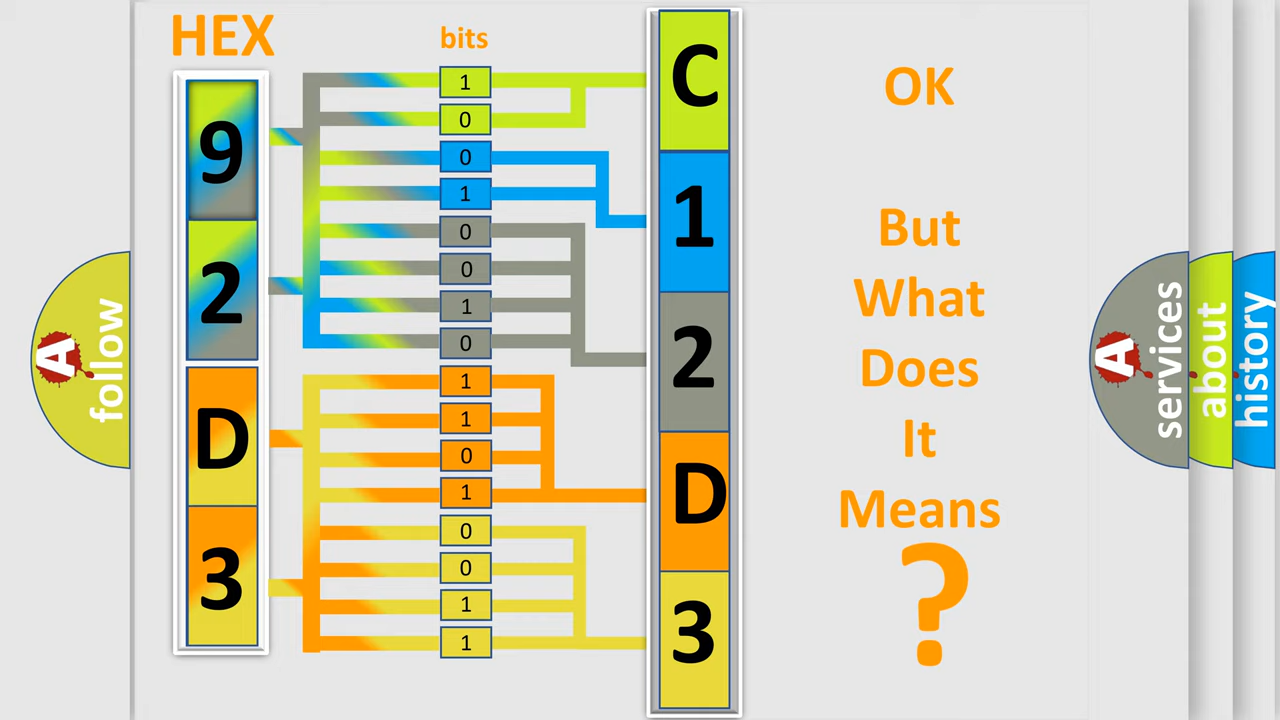 HEX
bits
9
2
D
3
1
0
0
1
0
0
1
0
1
1
0
1
0
0
1
1
C
1
2
D
3
OK
But
What
Does
It
Means
?
A
follow
A
services
about
history